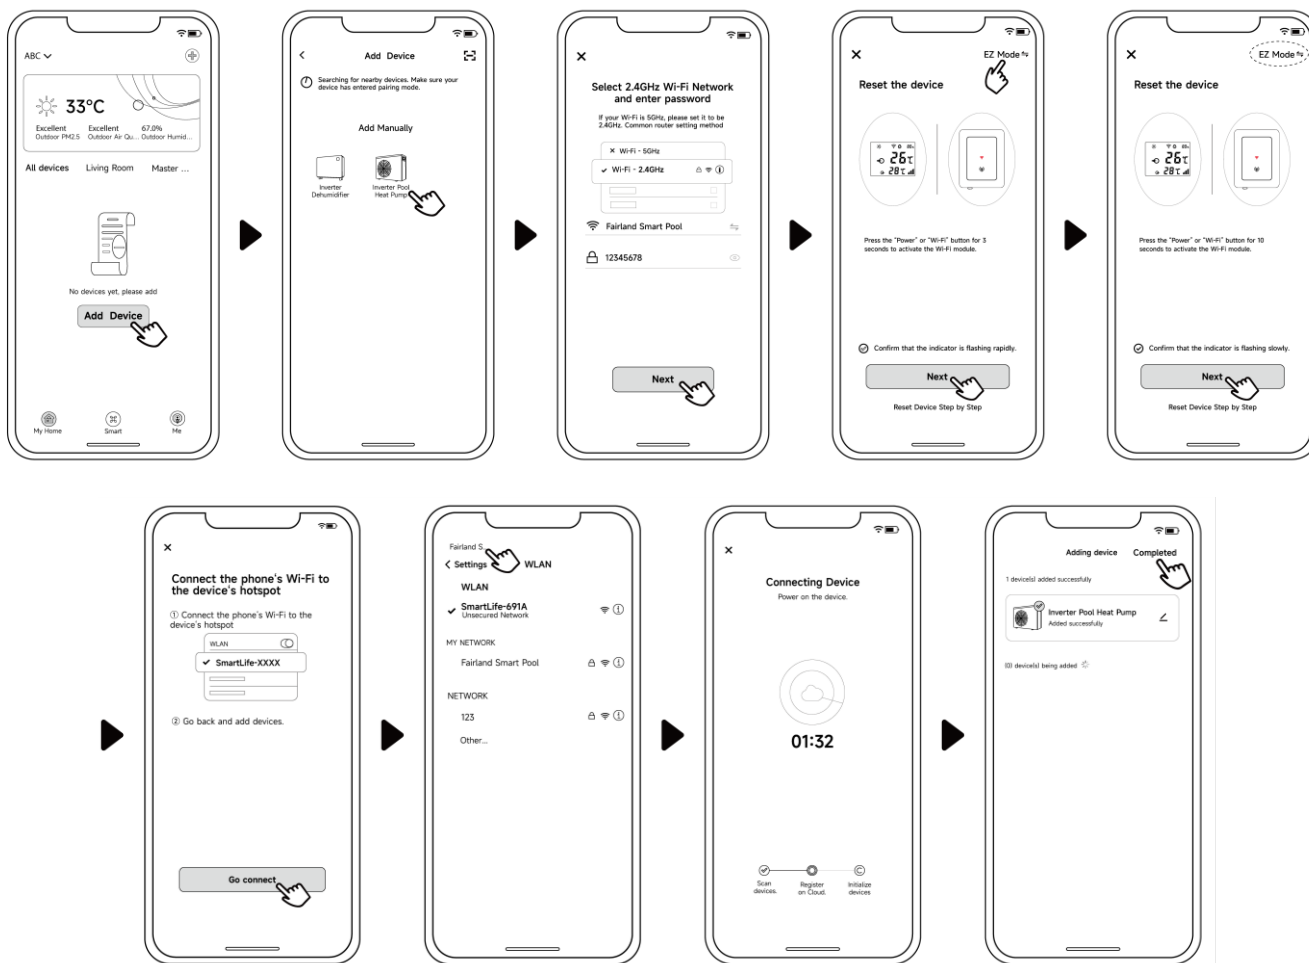 ABC
33°C
Excellent Excellent 67.0%
Outdoor PM2.5 Outdoor Air Qu... Outdoor Humid...
All devices Living Room Master ...
No devices yet, please add
Add Device
My Home Smart Me
Add Device
Searching for nearby devices. Make sure your
device has entered pairing mode.
Add Manually
Inverter
Dehumidifier
Inverter Pool
Heat Pump
Select 2.4GHz Wi-Fi Network
and enter password
If your Wi-Fi is 5GHz, please set it to be
2.4GHz. Common router setting method
Wi-Fi - 5GHz
Wi-Fi - 2.4GHz
Fairland Smart Pool
12345678
Next
EZ Mode
Reset the device
26℃
28℃
Press the "Power" or "Wi-Fi" button for 3
seconds to activate the Wi-Fi module.
Confirm that the indicator is flashing rapidly.
Next
Reset Device Step by Step
EZ Mode
Reset the device
26℃
28℃
Press the "Power" or "Wi-Fi" button for 10
seconds to activate the Wi-Fi module.
Confirm that the indicator is flashing slowly.
Next
Reset Device Step by Step
Connect the phone's Wi-Fi to
the device's hotspot
① Connect the phone's Wi-Fi to the
device's hotspot
WLAN
SmartLife-XXXX
② Go back and add devices.
Go connect
Fairland S
Settings WLAN
WLAN
SmartLife-691A
Unsecured Network
MY NETWORK
Fairland Smart Pool
NETWORK
123
Other...
Connecting Device
Power on the device.
01:32
Scan
devices.
Register
on Cloud.
Initialize
devices
Adding device Completed
1 device(s) added successfully
Inverter Pool Heat Pump
Added successfully
(0) device(s) being added